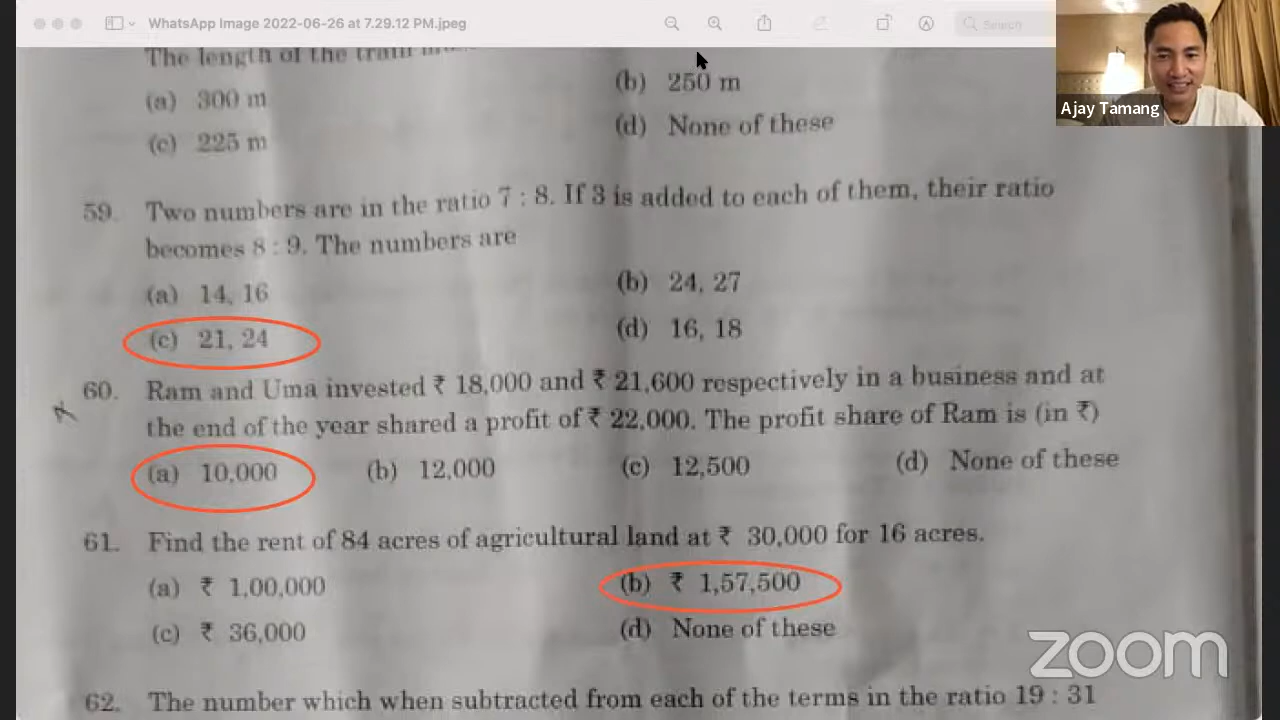 WhatsApp Image 2022-06-26 at 7.29.12 PM.jpeg
Search
Ajay Tamang
The length of the train
(a) 300 m
(b) 250 m
(c) 225 m
(d) None of these
59. Two numbers are in the ratio 7 : 8. If 3 is added to each of them, their ratio
becomes 8 : 9. The numbers are
(a) 14, 16
(b) 24, 27
(c) 21, 24
(d) 16, 18
60. Ram and Uma invested ₹ 18,000 and ₹ 21,600 respectively in a business and at
the end of the year shared a profit of ₹ 22,000. The profit share of Ram is (in ₹)
(a) 10,000 (b) 12,000 (c) 12,500 (d) None of these
61. Find the rent of 84 acres of agricultural land at ₹ 30,000 for 16 acres.
(a) ₹ 1,00,000
(b) ₹ 1,57,500
(c) ₹ 36,000
(d) None of these
zoom
62. The number which when subtracted from each of the terms in the ratio 19 : 31